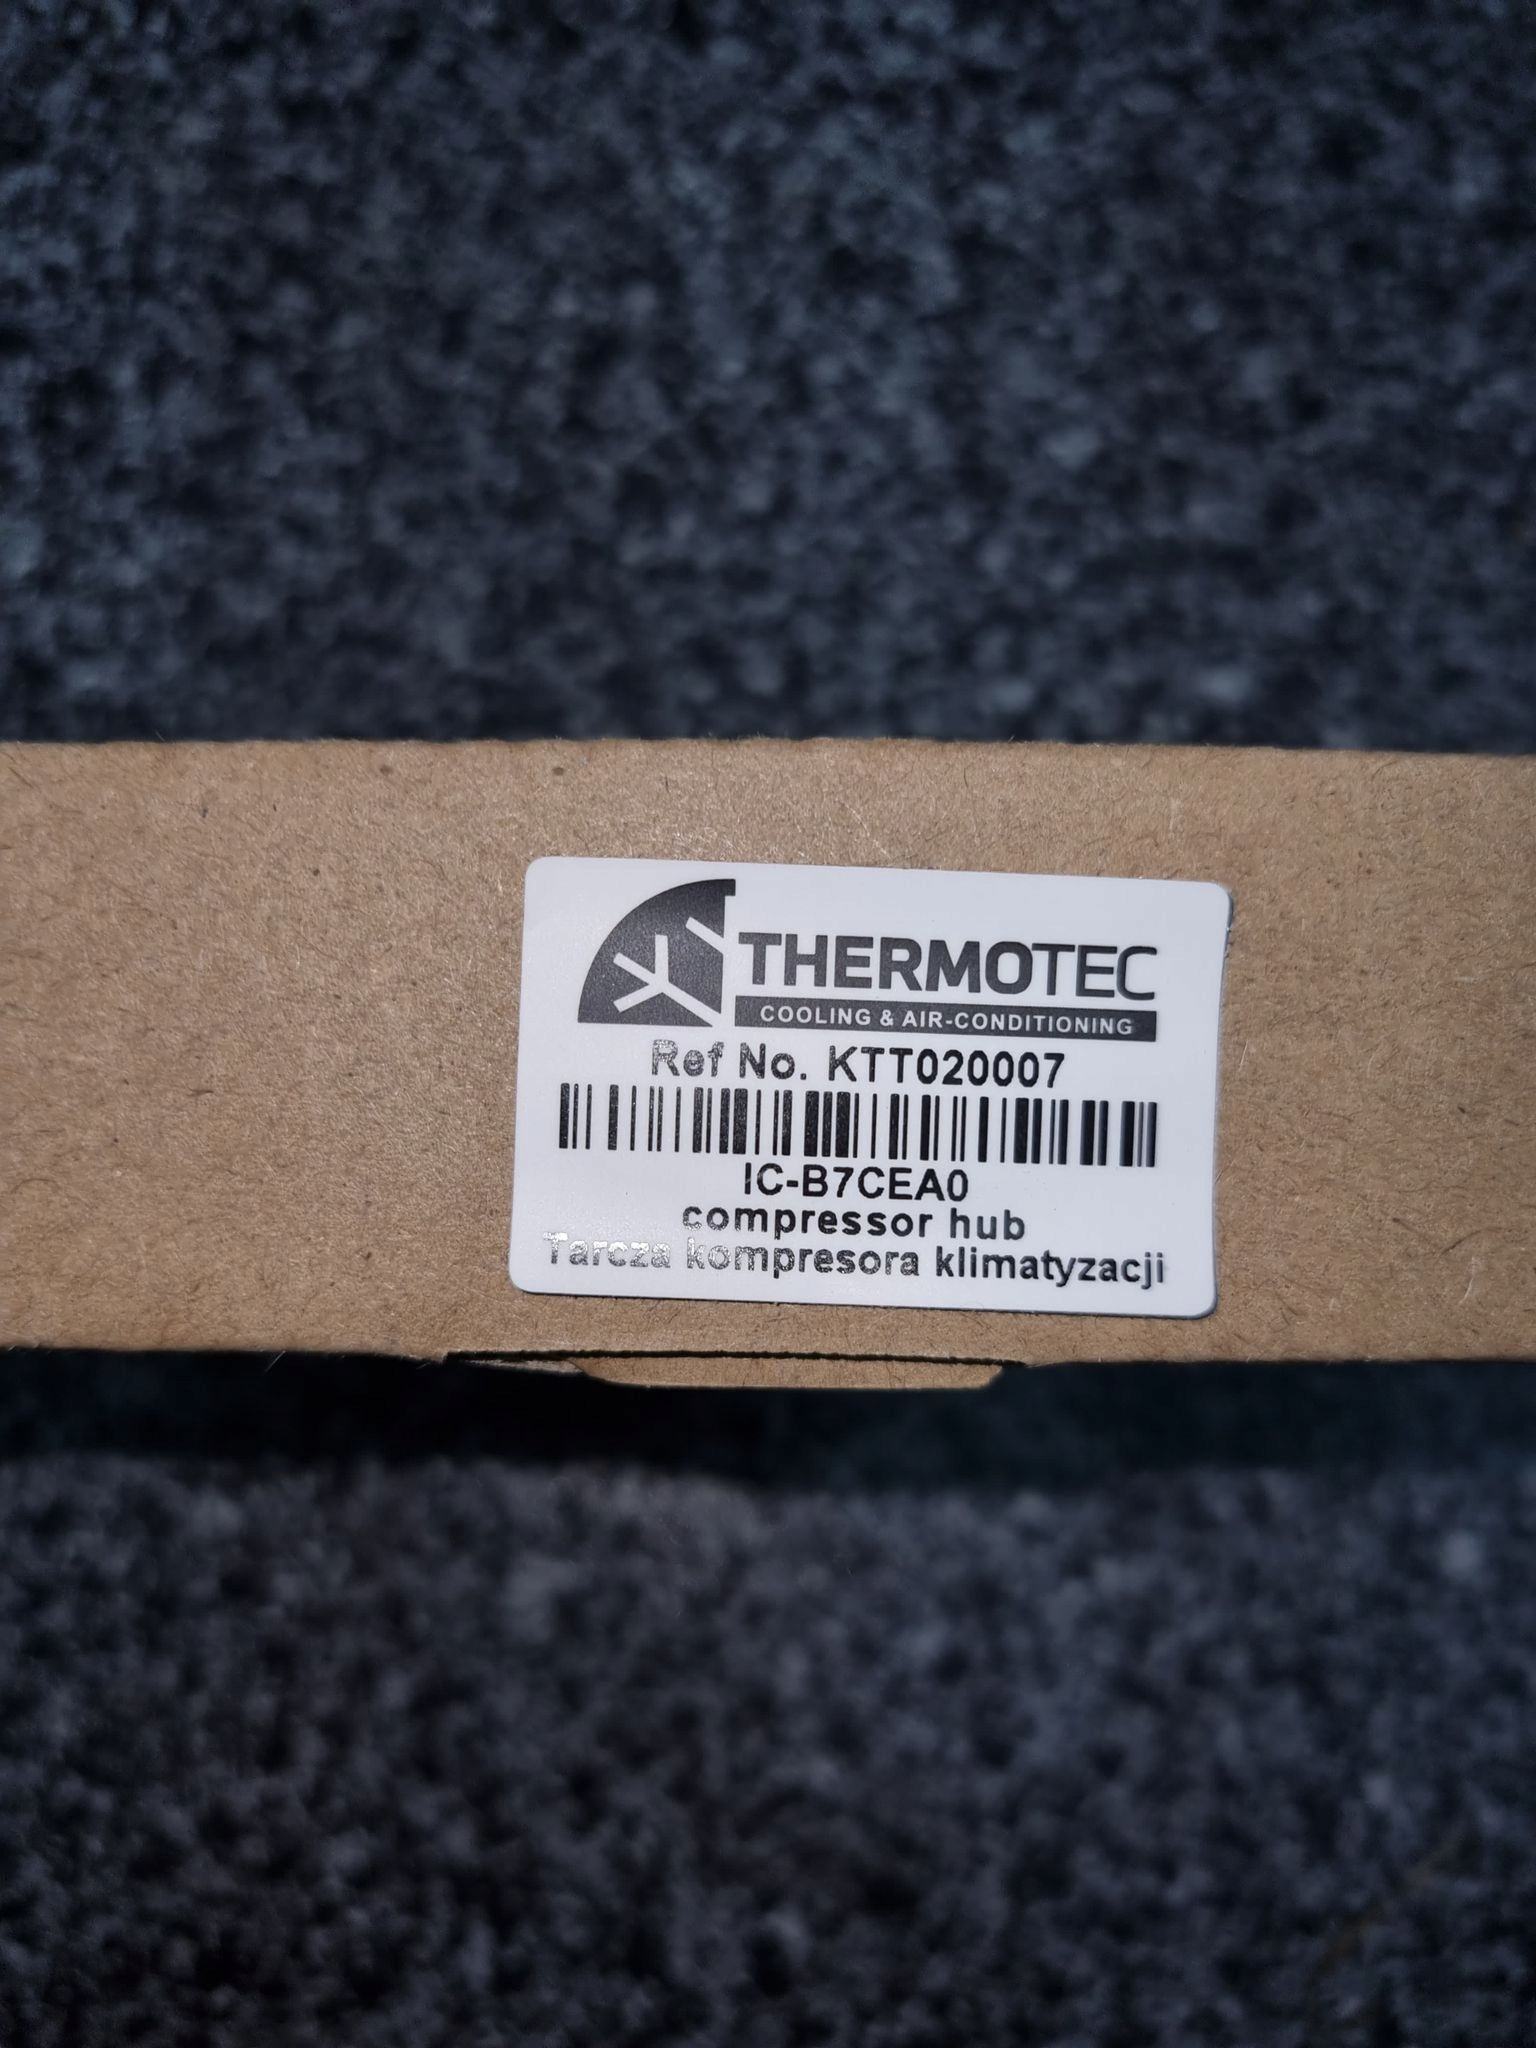 THERMOTEC
COOLING & AIR-CONDITIONING
Ref No. KTT020007
IC-B7CEA0
compressor hub
Tarcza kompresora klimatyzacji